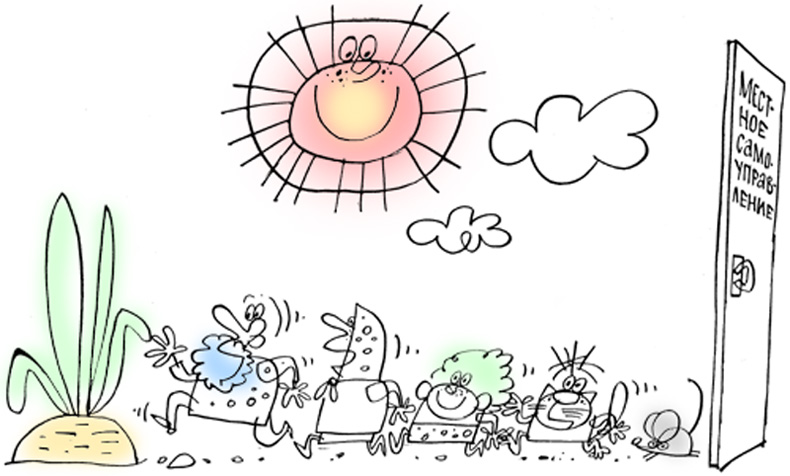 МЕСТ-
НОЕ
САМО-
УПРАВ-
ЛЕНИЕ